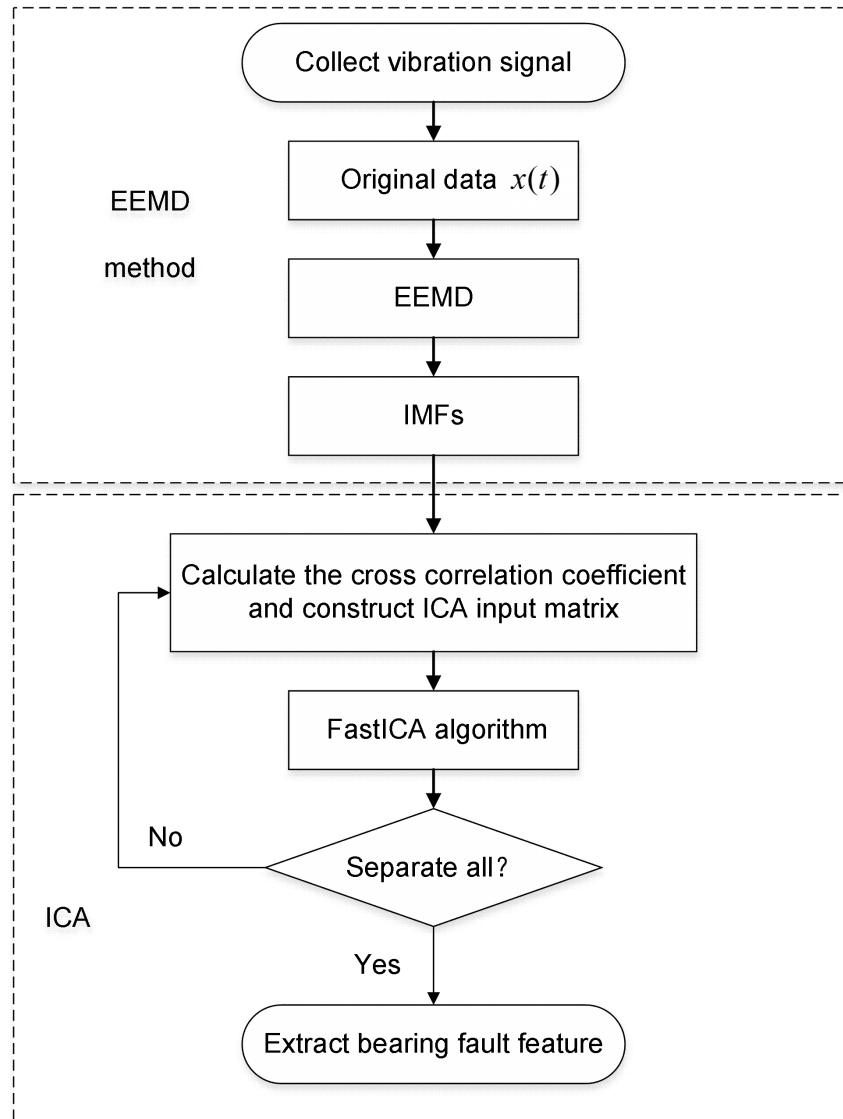 Collect vibration signal
Original data x(t)
EEMD
method
EEMD
IMFs
Calculate the cross correlation coefficient
and construct ICA input matrix
FastICA algorithm
No
Separate all?
ICA
Yes
Extract bearing fault feature